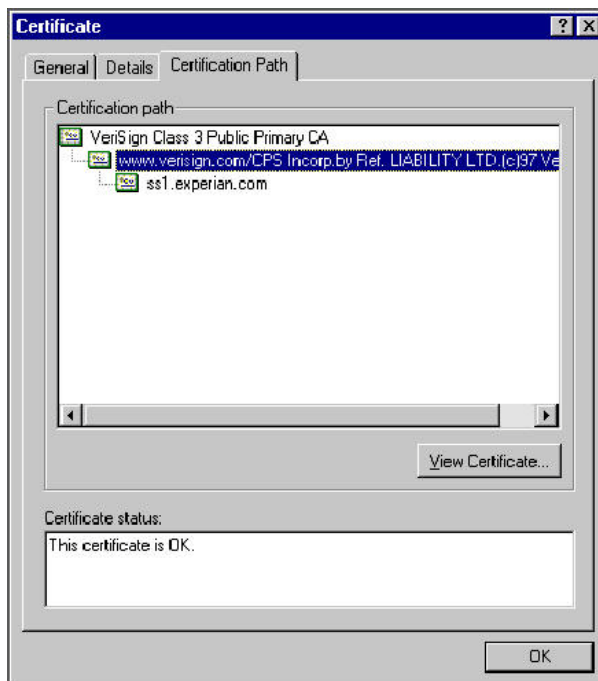 Certificate
General
Details
Certification Path
Certification path
VeriSign Class 3 Public Primary CA
www.verisign.com/CPS Incorp.by Ref. LIABILITY LTD.(c)97 Ve
ss1.experian.com
View Certificate...
Certificate status:
This certificate is OK.
OK